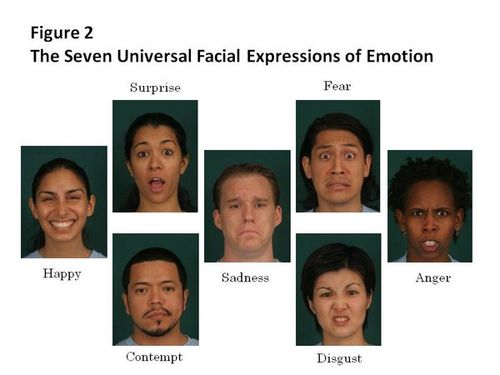 Figure 2
The Seven Universal Facial Expressions of Emotion
Surprise
Fear
Happy
Sadness
Anger
Contempt
Disgust